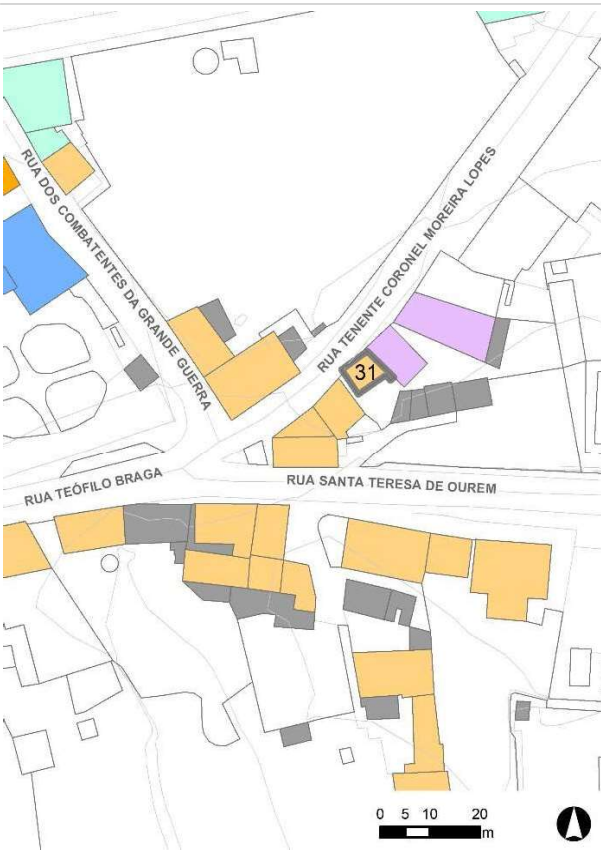 RUA DOS COMBATENTES DA GRANDE GUERRA
RUA TENENTE CORONEL MOREIRA LOPES
31
RUA TEÓFILO BRAGA
RUA SANTA TERESA DE OUREM
0 5 10 20
m